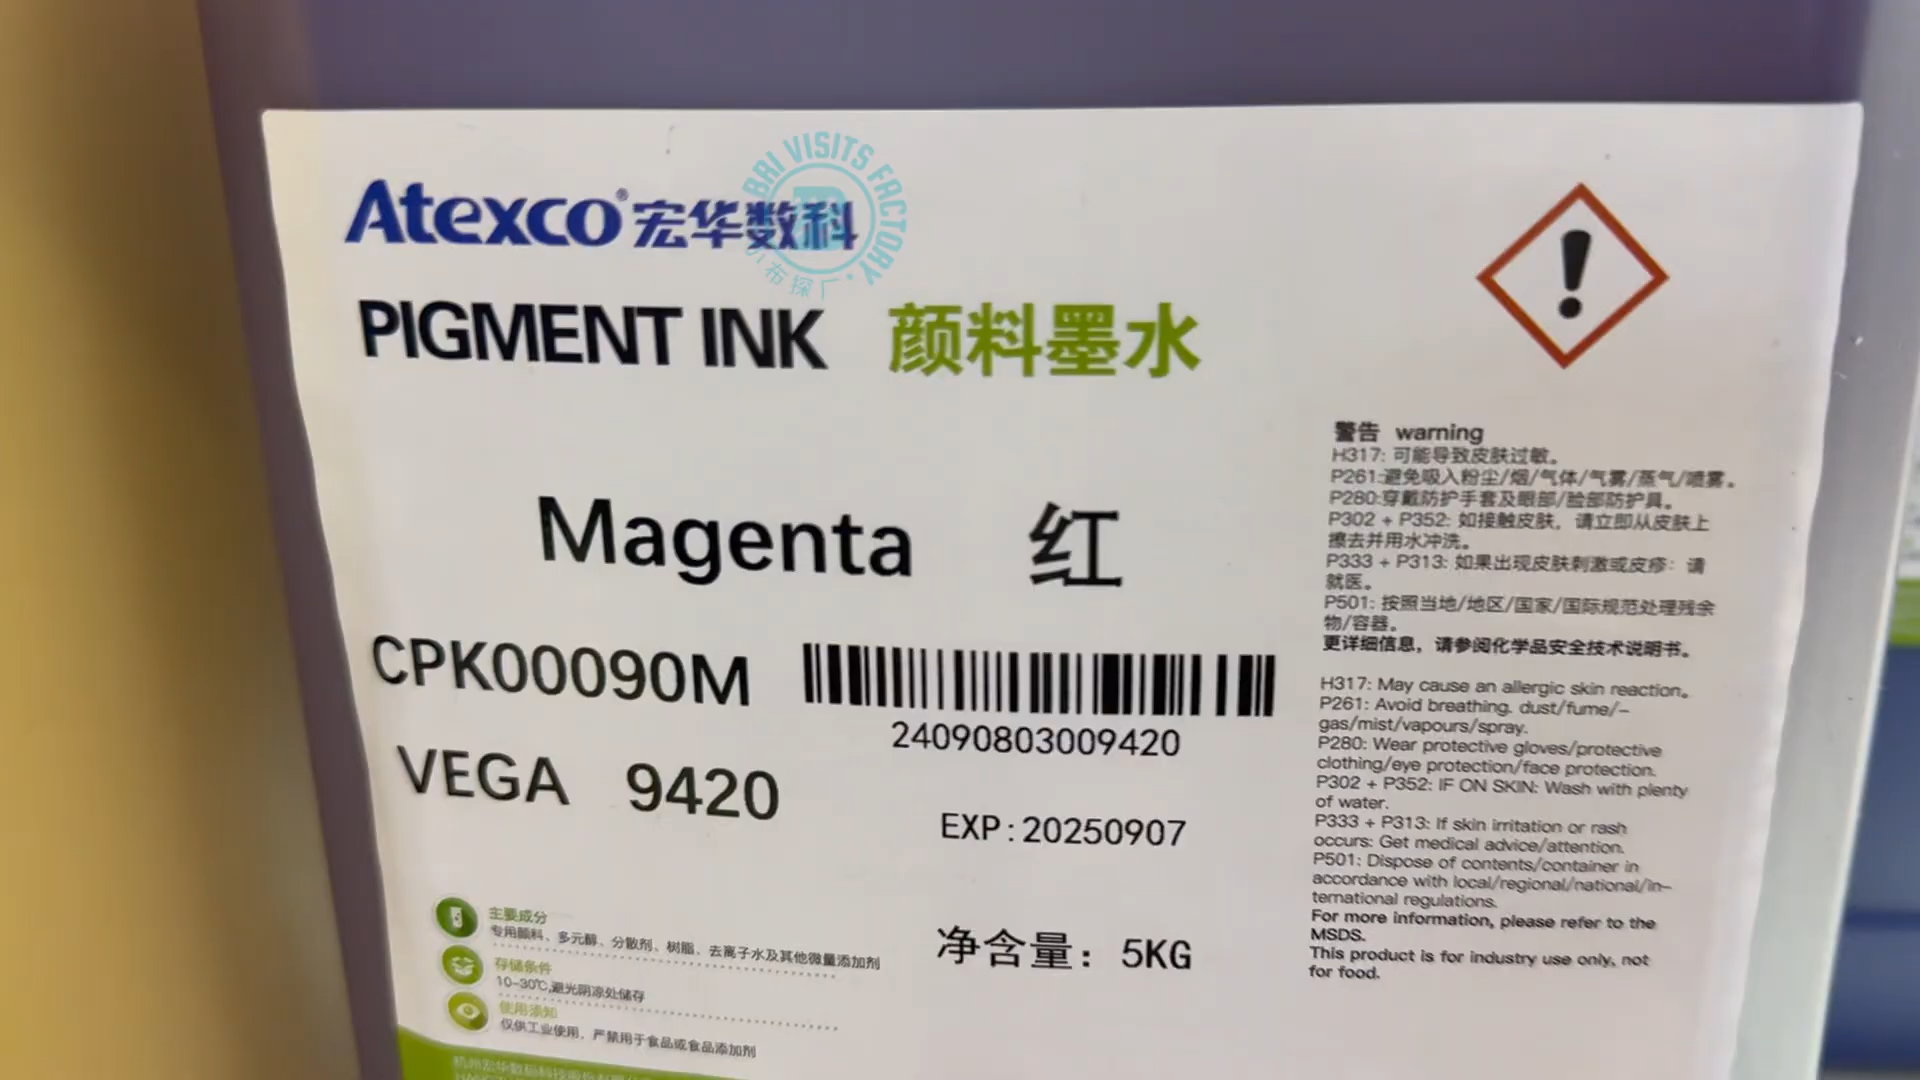 Atexco® 宏华数科
BAI VISITS FACTORY
布探厂
PIGMENT INK 颜料墨水
Magenta 红
CPK00090M
24090803009420
VEGA 9420
EXP:20250907
净含量：5KG
主要成分
专用颜料、多元醇、分散剂、树脂、去离子水及其他微量添加剂
存储条件
10-30℃,避光阴凉处储存
使用须知
仅供工业使用，严禁用于食品或食品添加剂
警告 warning
H317: 可能导致皮肤过敏。
P261:避免吸入粉尘/烟/气体/气雾/蒸气/喷雾。
P280:穿戴防护手套及眼部/脸部防护具。
P302 + P352: 如接触皮肤，请立即从皮肤上
擦去并用水冲洗。
P333 + P313: 如果出现皮肤刺激或皮疹：请
就医。
P501: 按照当地/地区/国家/国际规范处理残余
物/容器。
更详细信息，请参阅化学品安全技术说明书。
H317: May cause an allergic skin reaction。
P261: Avoid breathing. dust/fume/-
gas/mist/vapours/spray.
P280: Wear protective gloves/protective
clothing/eye protection/face protection.
P302 + P352: IF ON SKIN: Wash with plenty
of water.
P333 + P313: If skin irritation or rash
occurs: Get medical advice/attention.
P501: Dispose of contents/container in
accordance with local/regional/national/in-
ternational regulations.
For more information, please refer to the
MSDS.
This product is for industry use only, not
for food.